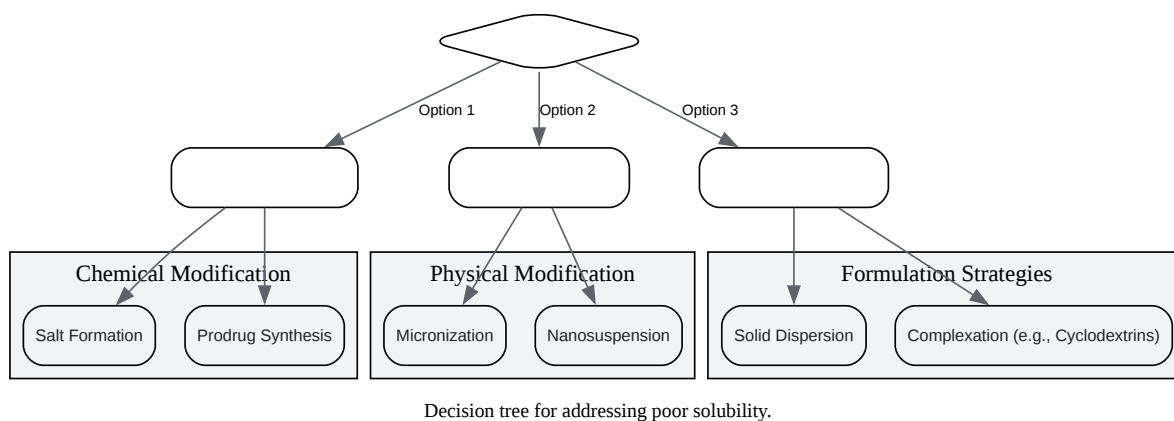 Option 1
Option 2
Option 3
Chemical Modification
Physical Modification
Formulation Strategies
Salt Formation
Prodrug Synthesis
Micronization
Nanosuspension
Solid Dispersion
Complexation (e.g., Cyclodextrins)
Decision tree for addressing poor solubility.